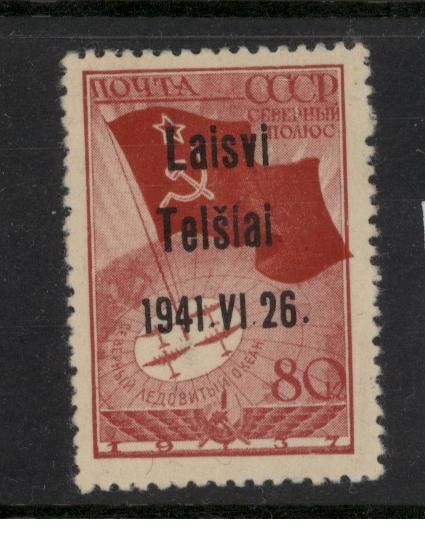 ПОЧТА СССР
СЕВЕРНЫЙ
ПОЛЮС
Laisvi
Telšiai
1941.VI.26.
СЕВЕРНЫЙ ЛЕДОВИТЫЙ ОКЕАН
80
1937